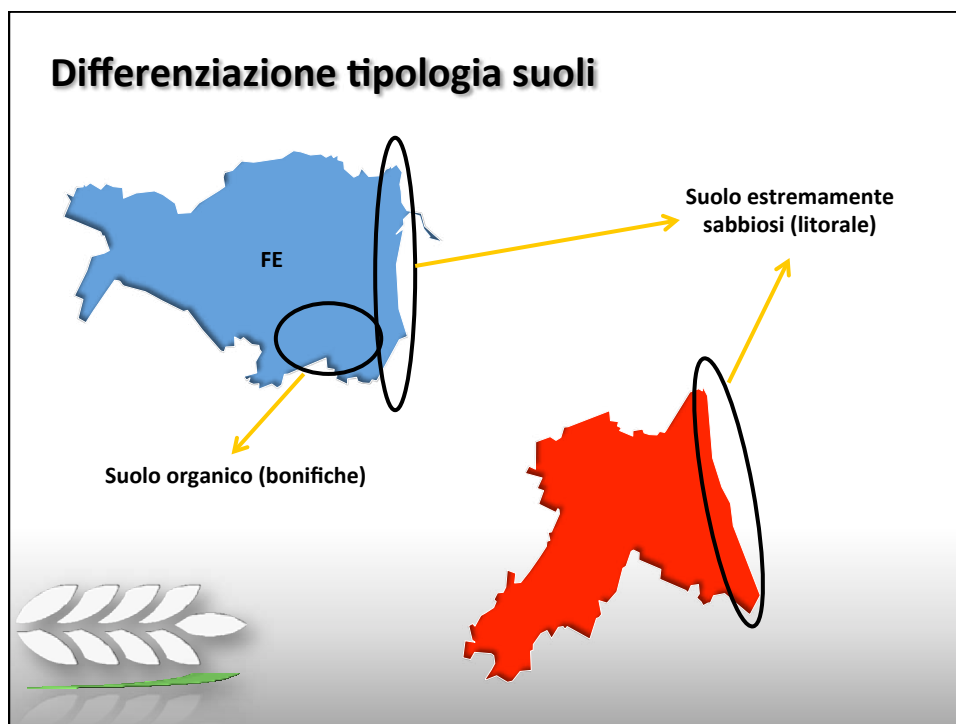 Differenziazione tipologia suoli
Suolo estremamente
sabbiosi (litorale)
FE
Suolo organico (bonifiche)